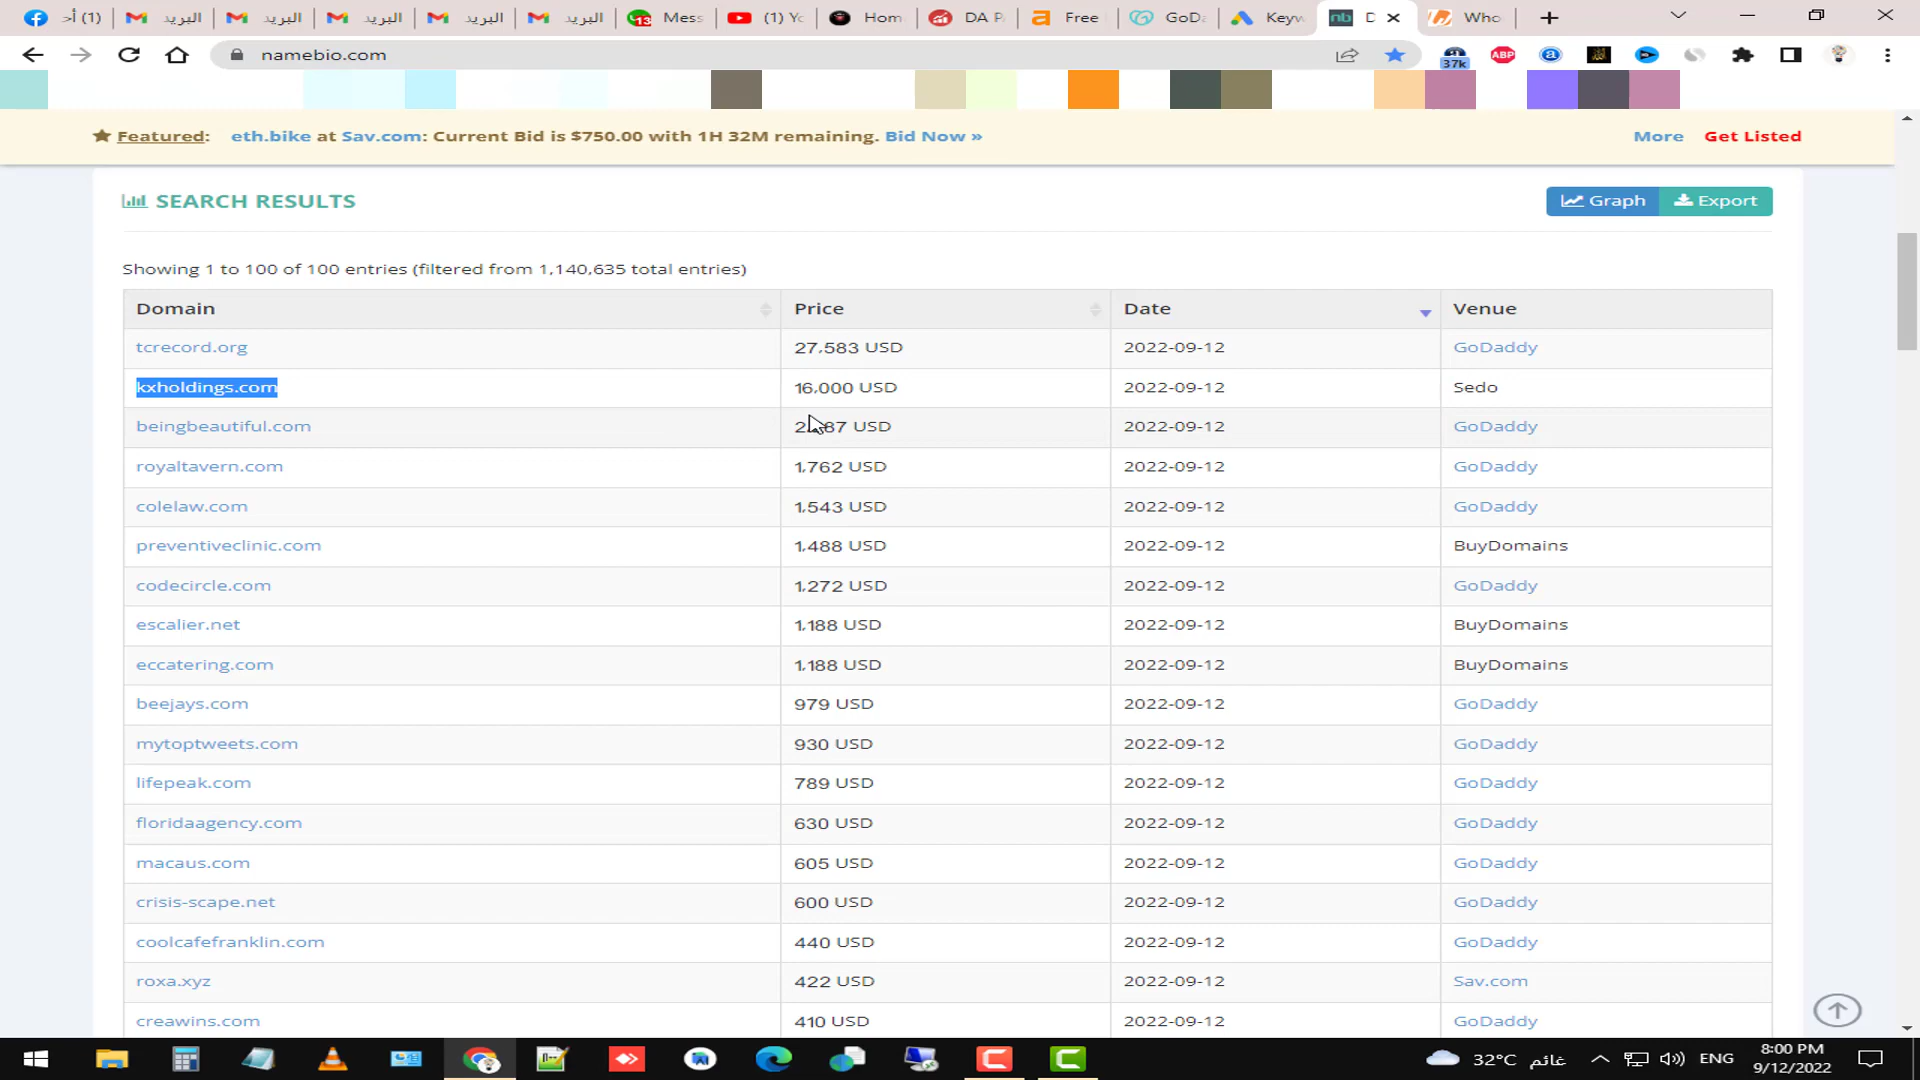 (1) أحد
البريد
البريد
البريد
البريد
البريد
13
Mess
(1) Yo
Hom
DA P
Free
GoDa
Keyw
D
Who
namebio.com
37k
ABP
a
Featured: eth.bike at Sav.com: Current Bid is $750.00 with 1H 32M remaining. Bid Now »
More Get Listed
SEARCH RESULTS
Graph Export
Showing 1 to 100 of 100 entries (filtered from 1,140,635 total entries)
Domain Price Date Venue
tcrecord.org 27,583 USD 2022-09-12 GoDaddy
kxholdings.com 16,000 USD 2022-09-12 Sedo
beingbeautiful.com USD 2022-09-12 GoDaddy
royaltavern.com 1,762 USD 2022-09-12 GoDaddy
colelaw.com 1,543 USD 2022-09-12 GoDaddy
preventiveclinic.com 1,488 USD 2022-09-12 BuyDomains
codecircle.com 1,272 USD 2022-09-12 GoDaddy
escalier.net 1,188 USD 2022-09-12 BuyDomains
eccatering.com 1,188 USD 2022-09-12 BuyDomains
beejays.com 979 USD 2022-09-12 GoDaddy
mytoptweets.com 930 USD 2022-09-12 GoDaddy
lifepeak.com 789 USD 2022-09-12 GoDaddy
floridaagency.com 630 USD 2022-09-12 GoDaddy
macaus.com 605 USD 2022-09-12 GoDaddy
crisis-scape.net 600 USD 2022-09-12 GoDaddy
coolcafefranklin.com 440 USD 2022-09-12 GoDaddy
roxa.xyz 422 USD 2022-09-12 Sav.com
creawins.com 410 USD 2022-09-12 GoDaddy
32°C غائم
ENG
8:00 PM
9/12/2022